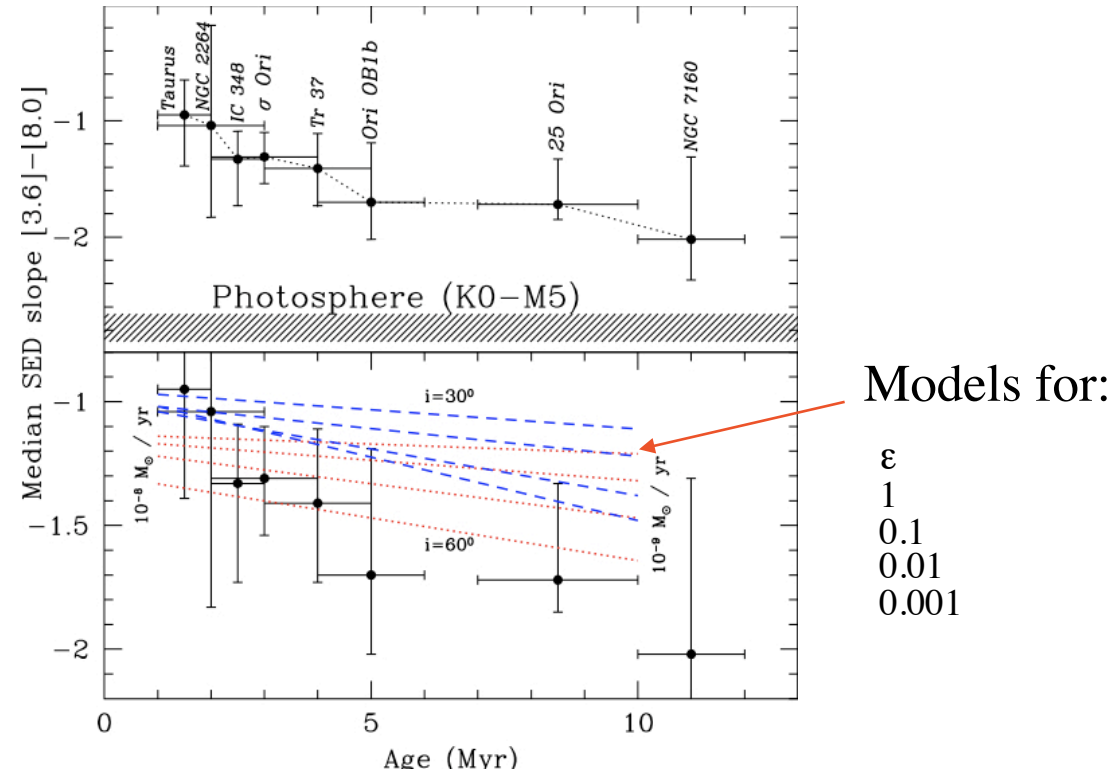 Median SED slope [3.6]−[8.0]
−1
−2
Taurus
NGC 2264
IC 348
σ Ori
Tr 37
Ori OB1b
25 Ori
NGC 7160
Photosphere (K0−M5)
−1
−1.5
−2
10⁻⁸ M☉ / yr
i=30⁰
i=60⁰
10⁻⁹ M☉ / yr
0
5
10
Age (Myr)
Models for:
ε
1
0.1
0.01
0.001